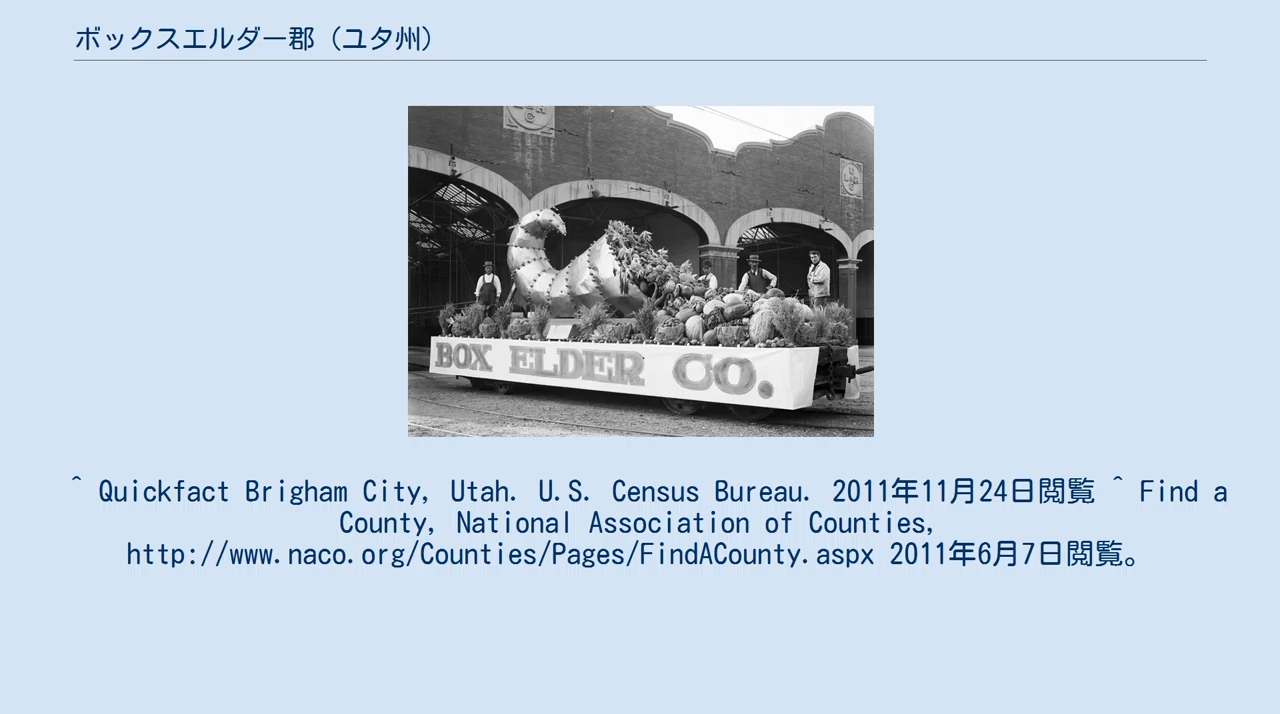 ボックスエルダー郡（ユタ州）
BOX ELDER CO.
^ Quickfact Brigham City, Utah. U.S. Census Bureau. 2011年11月24日閲覧 ^ Find a
County, National Association of Counties,
http://www.naco.org/Counties/Pages/FindACounty.aspx 2011年6月7日閲覧。